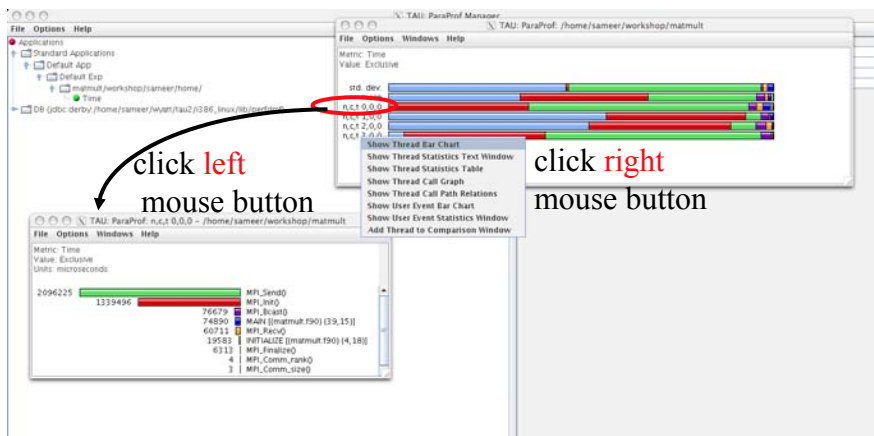 TAU: ParaProf Manager
File Options Help
Applications
Standard Applications
Default App
Default Exp
matmult/workshop/sameer/home/
Time
TAU: ParaProf: /home/sameer/workshop/matmult
File Options Windows Help
Metric: Time
Value: Exclusive
std. dev.
n,c,t 0,0,0
n,c,t 1,0,0
n,c,t 2,0,0
n,c,t 3,0,0
Show Thread Bar Chart
Show Thread Statistics Text Window
Show Thread Statistics Table
Show Thread Call Graph
Show Thread Call Path Relations
Show User Event Bar Chart
Show User Event Statistics Window
Add Thread to Comparison Window
click left
mouse button
click right
mouse button
TAU: ParaProf: n,c,t 0,0,0 - /home/sameer/workshop/matmult
File Options Windows Help
Metric: Time
Value: Exclusive
Units: microseconds
2096225 MPI_Send()
1339496 MPI_Init()
76679 MPI_Bcast()
74890 MAIN [{matmult.f90} {39,15}]
60711 MPI_Recv()
19583 INITIALIZE [{matmult.f90} {4,18}]
6313 MPI_Finalize()
4 MPI_Comm_rank()
3 MPI_Comm_size()